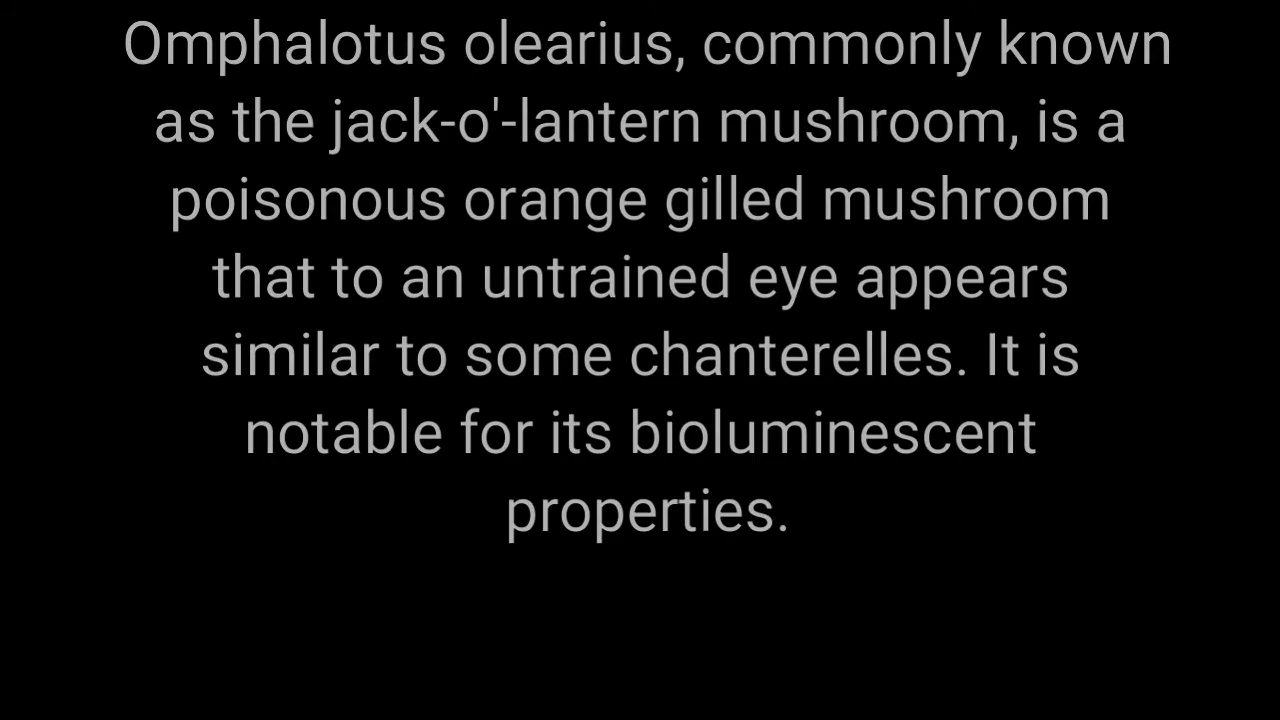 Omphalotus olearius, commonly known
as the jack-o'-lantern mushroom, is a
poisonous orange gilled mushroom
that to an untrained eye appears
similar to some chanterelles. It is
notable for its bioluminescent
properties.